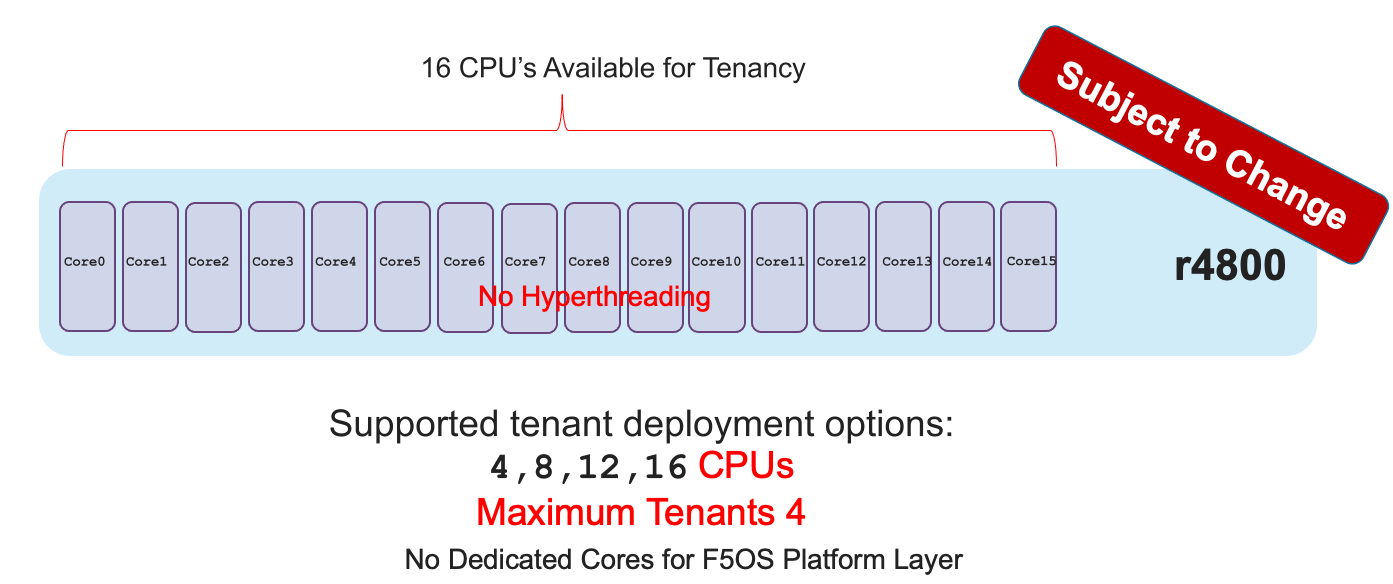 16 CPU’s Available for Tenancy
Subject to Change
Core0 Core1 Core2 Core3 Core4 Core5 Core6 Core7 Core8 Core9 Core10 Core11 Core12 Core13 Core14 Core15
r4800
No Hyperthreading
Supported tenant deployment options:
4,8,12,16 CPUs
Maximum Tenants 4
No Dedicated Cores for F5OS Platform Layer